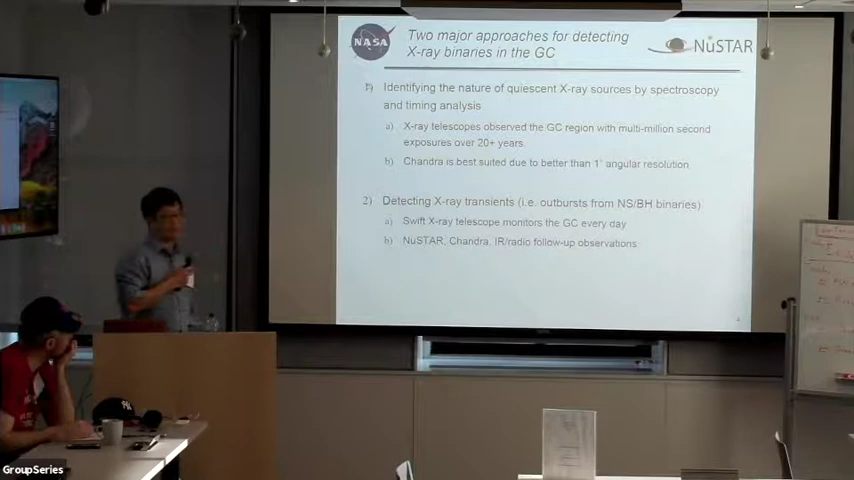 Two major approaches for detecting
X-ray binaries in the GC
NASA
NuSTAR
1) Identifying the nature of quiescent X-ray sources by spectroscopy
and timing analysis.
a) X-ray telescopes observed the GC region with multi-million second
exposures over 20+ years.
b) Chandra is best suited due to better than 1" angular resolution.
2) Detecting X-ray transients (i.e. outbursts from NS/BH binaries)
a) Swift X-ray telescope monitors the GC every day
b) NuSTAR, Chandra, IR/radio follow-up observations
GroupSeries